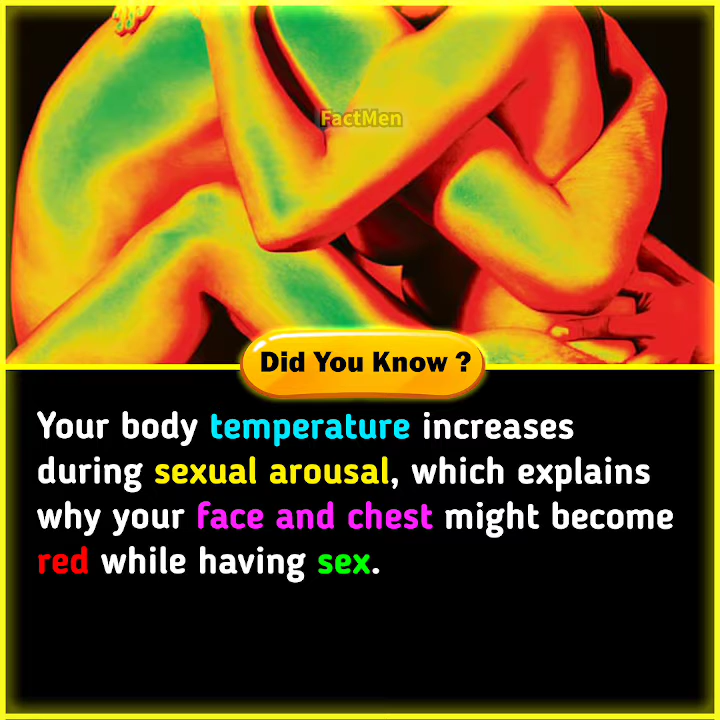 FactMen
Did You Know ?
Your body temperature increases
during sexual arousal, which explains
why your face and chest might become
red while having sex.